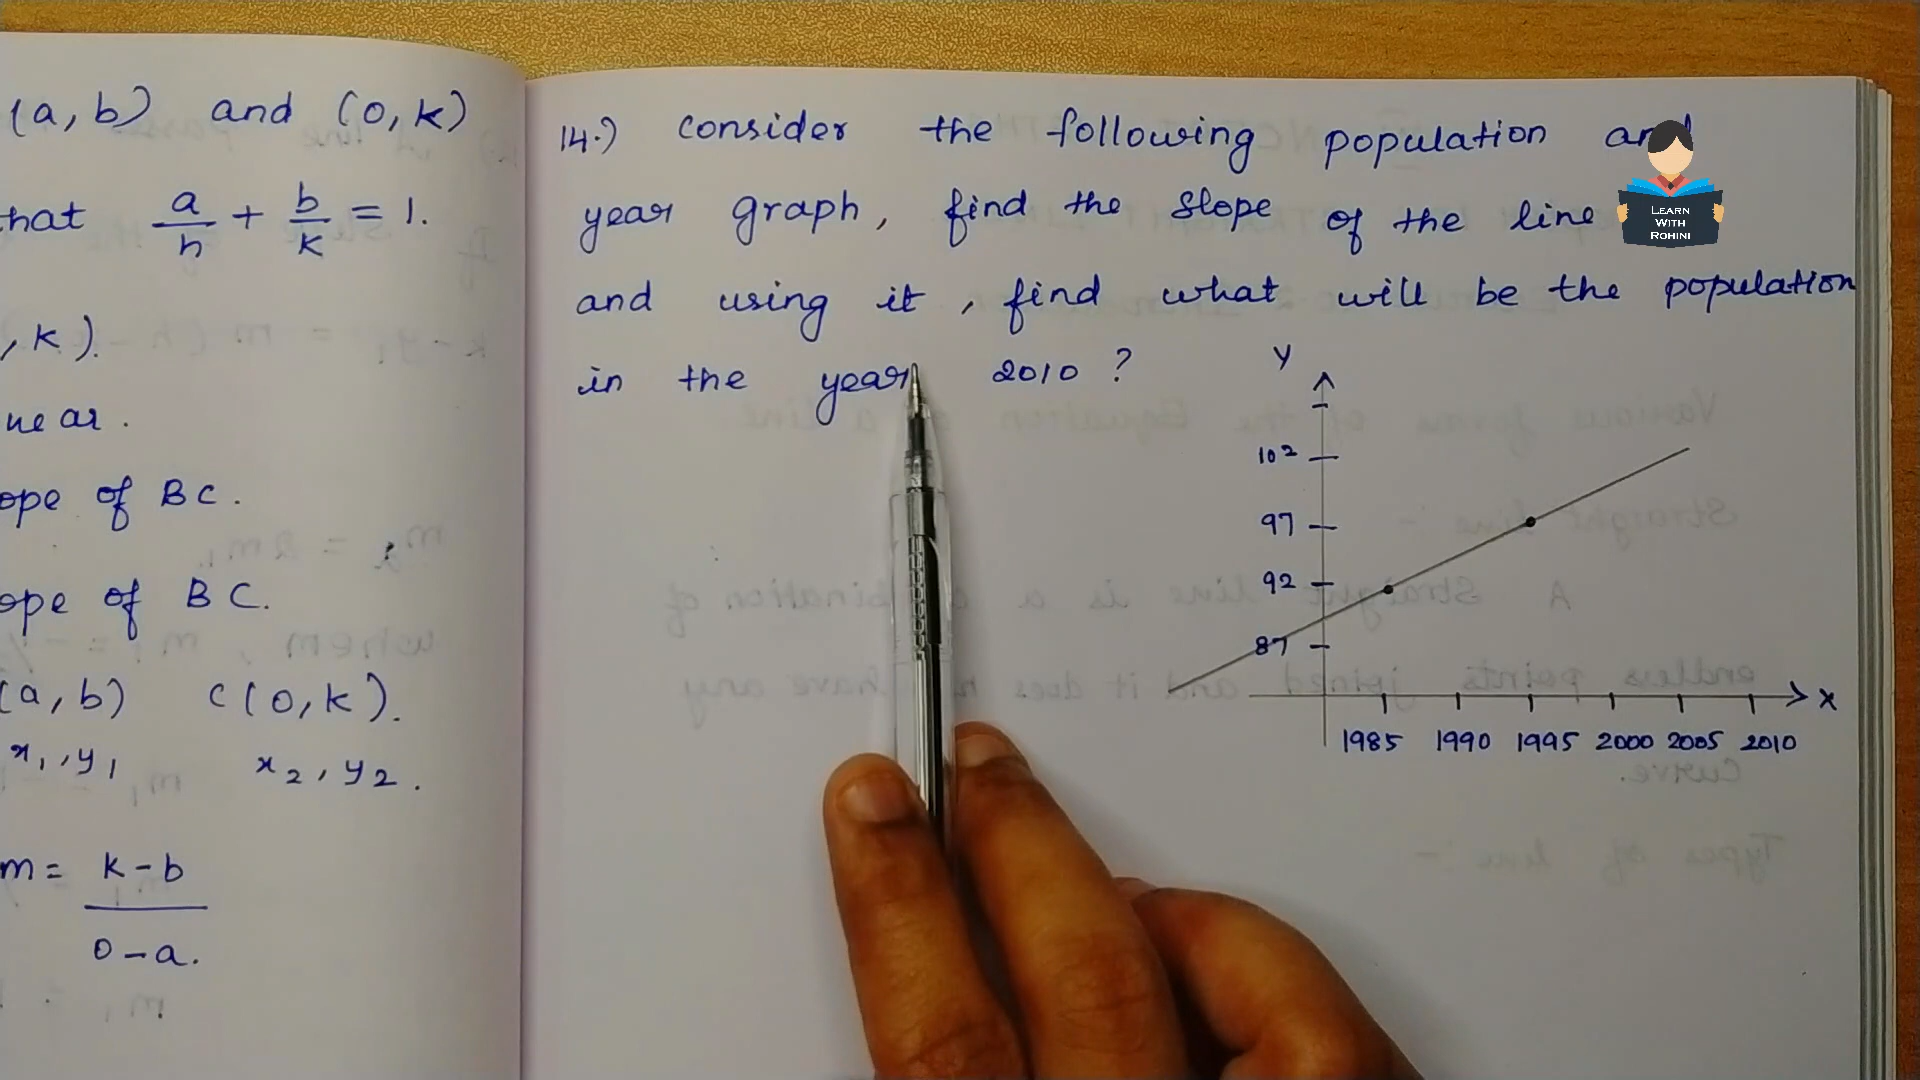 (a, b) and (0, k)
that a/h + b/k = 1.
, k).
near.
ope of BC.
ope of BC.
(a, b) C(0, k).
x₁, y₁ x₂, y₂.
m = k - b
0 - a.
14.) Consider the following population and
year graph, find the slope of the line
and using it, find what will be the population
in the year 2010 ?
LEARN
WITH
ROHINI
Y
102
97
92
87
X
1985 1990 1995 2000 2005 2010